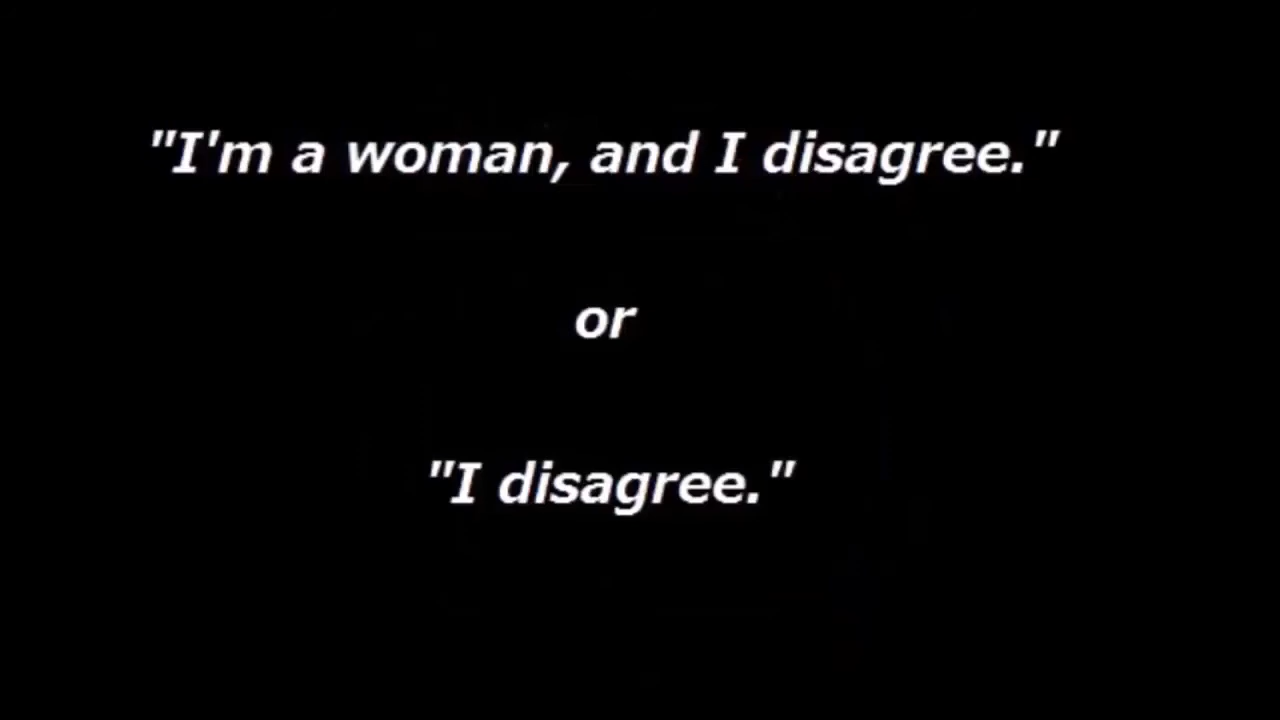 "I'm a woman, and I disagree."
or
"I disagree."